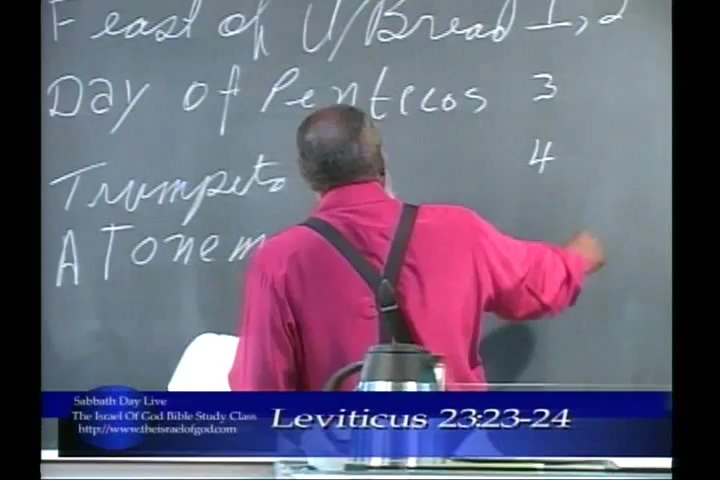 Feast of U/Bread 1, 2
Day of Pentecos 3
Trumpets 4
ATonem
Sabbath Day Live
The Israel Of God Bible Study Class
http://www.theisraelofgod.com
Leviticus 23:23-24